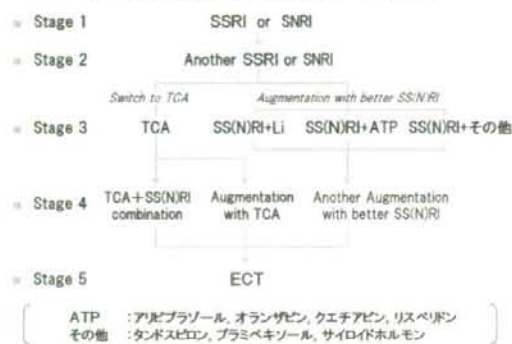 Stage 1 SSRI or SNRI
Stage 2 Another SSRI or SNRI
Switch to TCA Augmentation with better SS(N)RI
Stage 3 TCA SS(N)RI+Li SS(N)RI+ATP SS(N)RI+その他
Stage 4 TCA+SS(N)RI combination Augmentation with TCA Another Augmentation with better SS(N)RI
Stage 5 ECT
ATP :アリピプラゾール, オランザピン, クエチアピン, リスペリドン
その他 :タンドスピロン, プラミペキソール, サイロイドホルモン